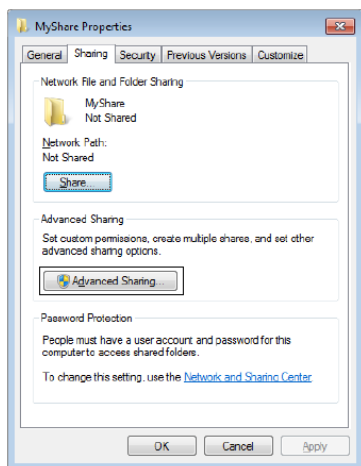 MyShare Properties
General Sharing Security Previous Versions Customize
Network File and Folder Sharing
MyShare
Not Shared
Network Path:
Not Shared
Share...
Advanced Sharing
Set custom permissions, create multiple shares, and set other
advanced sharing options.
Advanced Sharing...
Password Protection
People must have a user account and password for this
computer to access shared folders.
To change this setting, use the Network and Sharing Center.
OK Cancel Apply